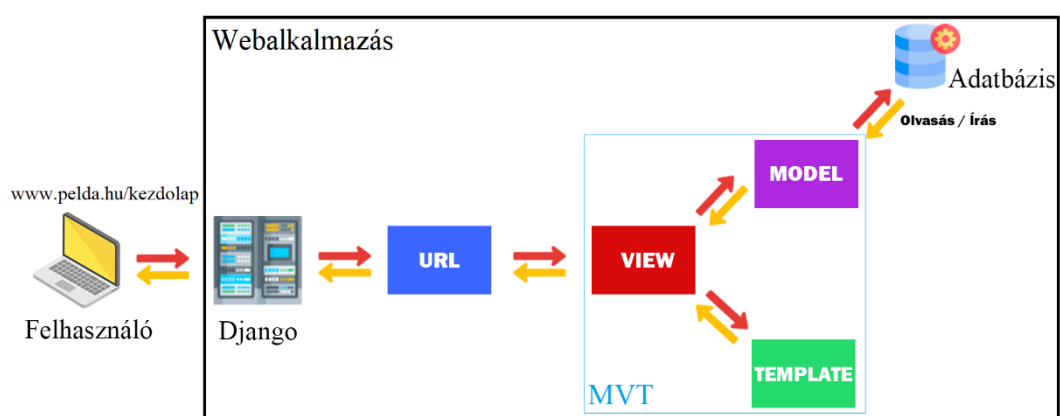 Webalkalmazás
Adatbázis
Olvasás / Írás
MODEL
www.pelda.hu/kezdolap
URL
VIEW
Felhasználó
Django
TEMPLATE
MVT